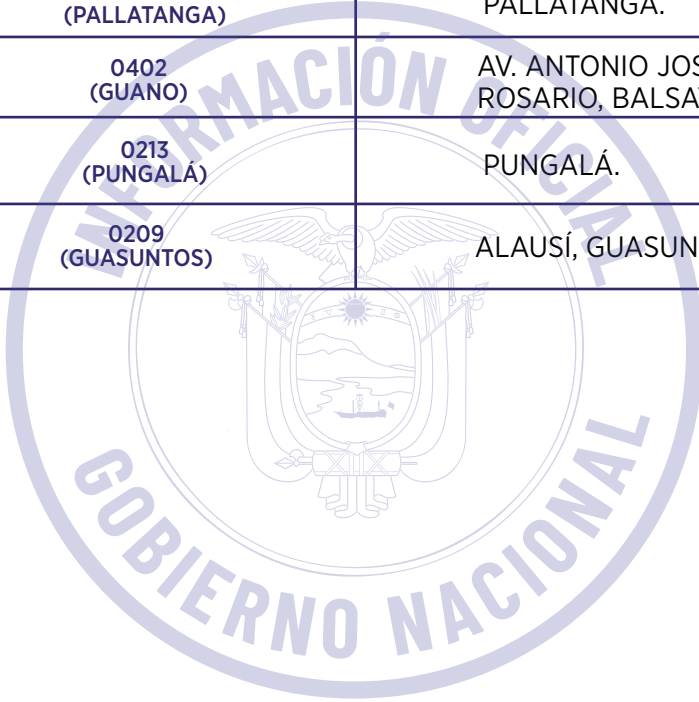 (PALLATANGA)
PALLATANGA.
0402
(GUANO)
AV. ANTONIO JOS
ROSARIO, BALSA
0213
(PUNGALÁ)
PUNGALÁ.
0209
(GUASUNTOS)
ALAUSÍ, GUASUN
INFORMACIÓN OFICIAL
GOBIERNO NACIONAL